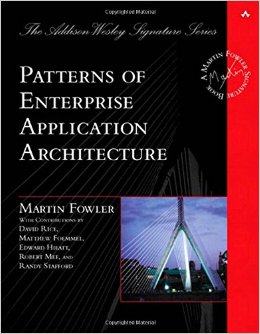 The Addison Wesley Signature Series
PATTERNS OF
ENTERPRISE
APPLICATION
ARCHITECTURE
MARTIN FOWLER
WITH CONTRIBUTIONS BY
DAVID RICE,
MATTHEW FOEMMEL,
EDWARD HIEATT,
ROBERT MEE, AND
RANDY STAFFORD
A MARTIN FOWLER SIGNATURE BOOK
Martin